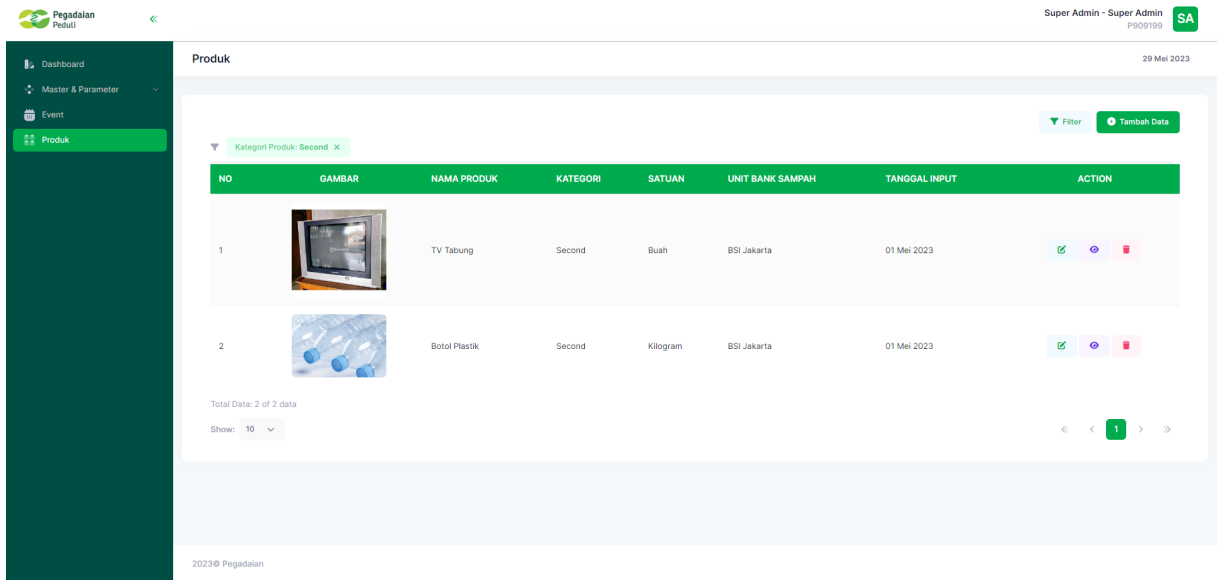 Pegadaian
Peduli
Super Admin - Super Admin
P909199
SA
Dashboard
Master & Parameter
Event
Produk
Produk
29 Mei 2023
Filter
Tambah Data
Kategori Produk: Second ×
NO GAMBAR NAMA PRODUK KATEGORI SATUAN UNIT BANK SAMPAH TANGGAL INPUT ACTION
1 TV Tabung Second Buah BSI Jakarta 01 Mei 2023
2 Botol Plastik Second Kilogram BSI Jakarta 01 Mei 2023
Total Data: 2 of 2 data
Show: 10
1
2023© Pegadaian